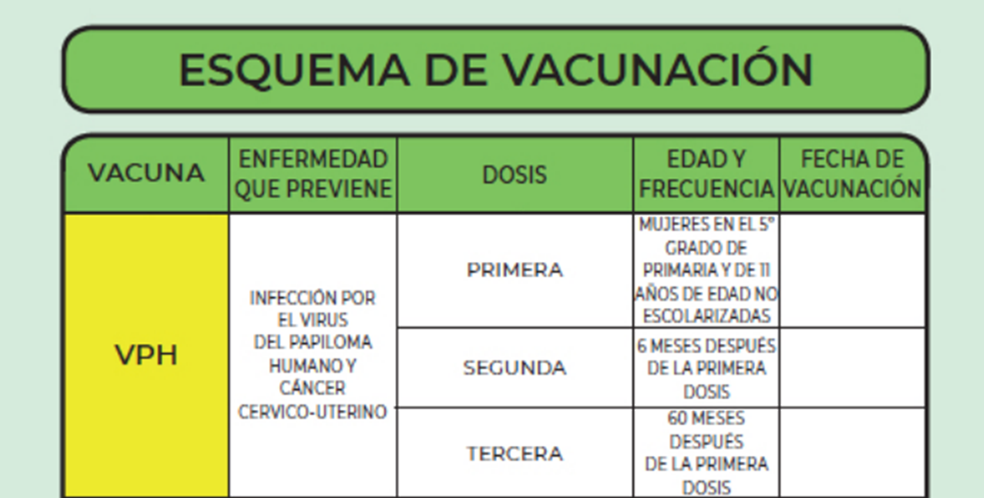 ESQUEMA DE VACUNACIÓN
VACUNA
ENFERMEDAD
QUE PREVIENE
DOSIS
EDAD Y
FRECUENCIA
FECHA DE
VACUNACIÓN
VPH
INFECCIÓN POR
EL VIRUS
DEL PAPILOMA
HUMANO Y
CÁNCER
CERVICO-UTERINO
PRIMERA
MUJERES EN EL 5°
GRADO DE
PRIMARIA Y DE 11
AÑOS DE EDAD NO
ESCOLARIZADAS
SEGUNDA
6 MESES DESPUÉS
DE LA PRIMERA
DOSIS
TERCERA
60 MESES
DESPUÉS
DE LA PRIMERA
DOSIS